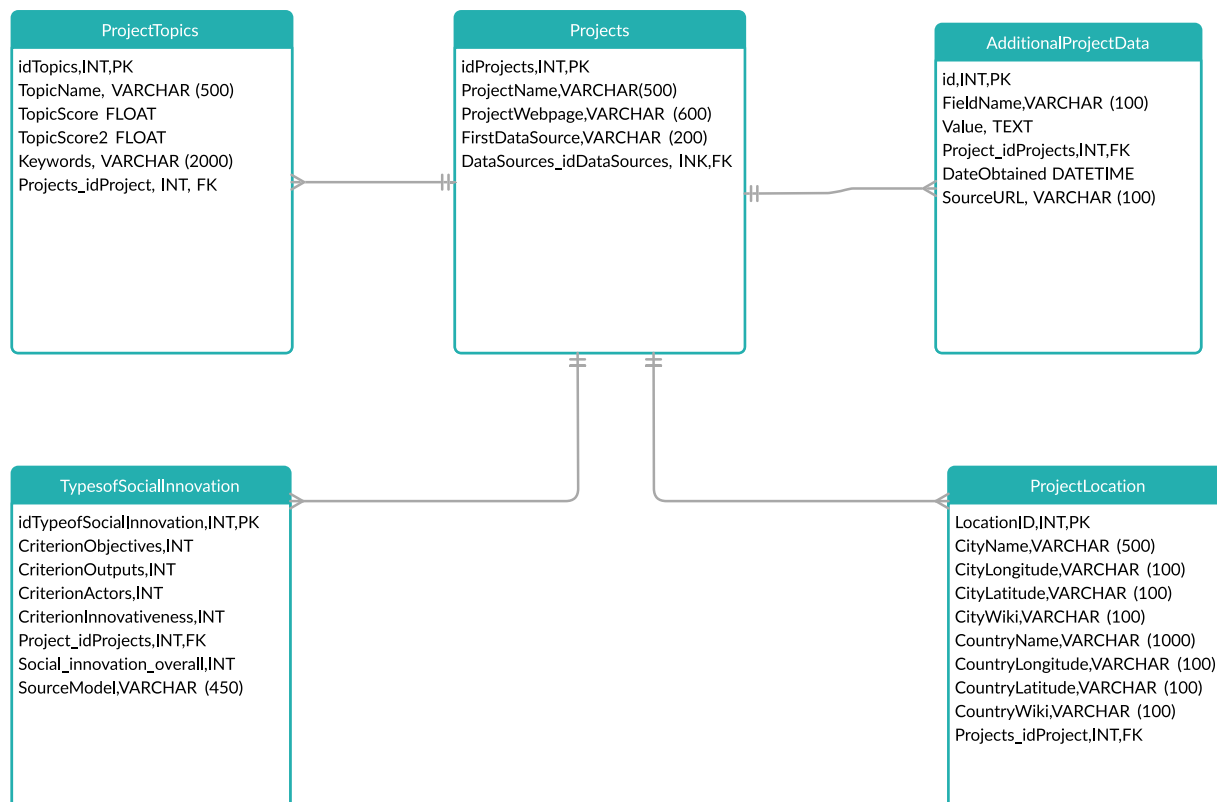 ProjectTopics
idTopics,INT,PK
TopicName, VARCHAR (500)
TopicScore FLOAT
TopicScore2 FLOAT
Keywords, VARCHAR (2000)
Projects_idProject, INT, FK
Projects
idProjects,INT,PK
ProjectName,VARCHAR(500)
ProjectWebpage,VARCHAR (600)
FirstDataSource,VARCHAR (200)
DataSources_idDataSources, INK,FK
AdditionalProjectData
id,INT,PK
FieldName,VARCHAR (100)
Value, TEXT
Project_idProjects,INT,FK
DateObtained DATETIME
SourceURL, VARCHAR (100)
TypesofSocialInnovation
idTypeofSocialInnovation,INT,PK
CriterionObjectives,INT
CriterionOutputs,INT
CriterionActors,INT
CriterionInnovativeness,INT
Project_idProjects,INT,FK
Social_innovation_overall,INT
SourceModel,VARCHAR (450)
ProjectLocation
LocationID,INT,PK
CityName,VARCHAR (500)
CityLongitude,VARCHAR (100)
CityLatitude,VARCHAR (100)
CityWiki,VARCHAR (100)
CountryName,VARCHAR (1000)
CountryLongitude,VARCHAR (100)
CountryLatitude,VARCHAR (100)
CountryWiki,VARCHAR (100)
Projects_idProject,INT,FK